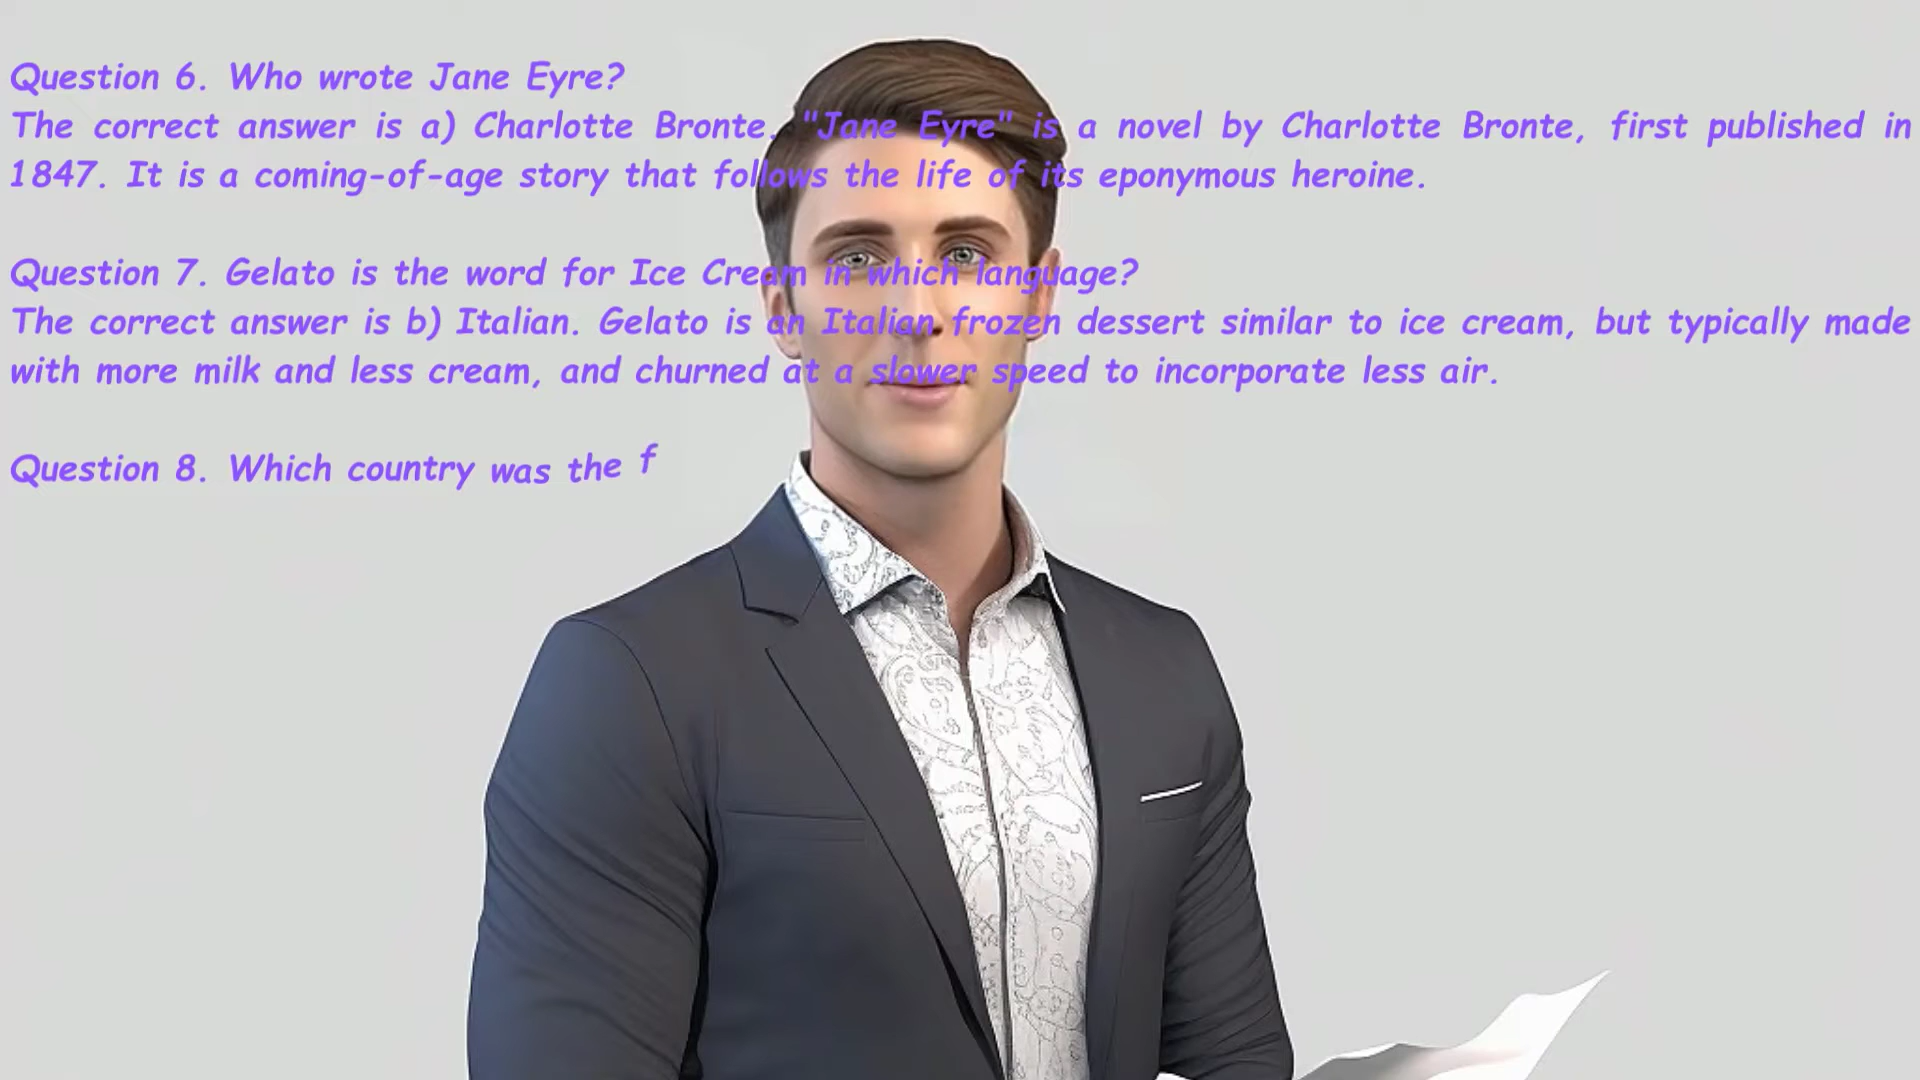 Question 6. Who wrote Jane Eyre?
The correct answer is a) Charlotte Bronte. "Jane Eyre" is a novel by Charlotte Bronte, first published in
1847. It is a coming-of-age story that follows the life of its eponymous heroine.
Question 7. Gelato is the word for Ice Cream in which language?
The correct answer is b) Italian. Gelato is an Italian frozen dessert similar to ice cream, but typically made
with more milk and less cream, and churned at a slower speed to incorporate less air.
Question 8. Which country was the f